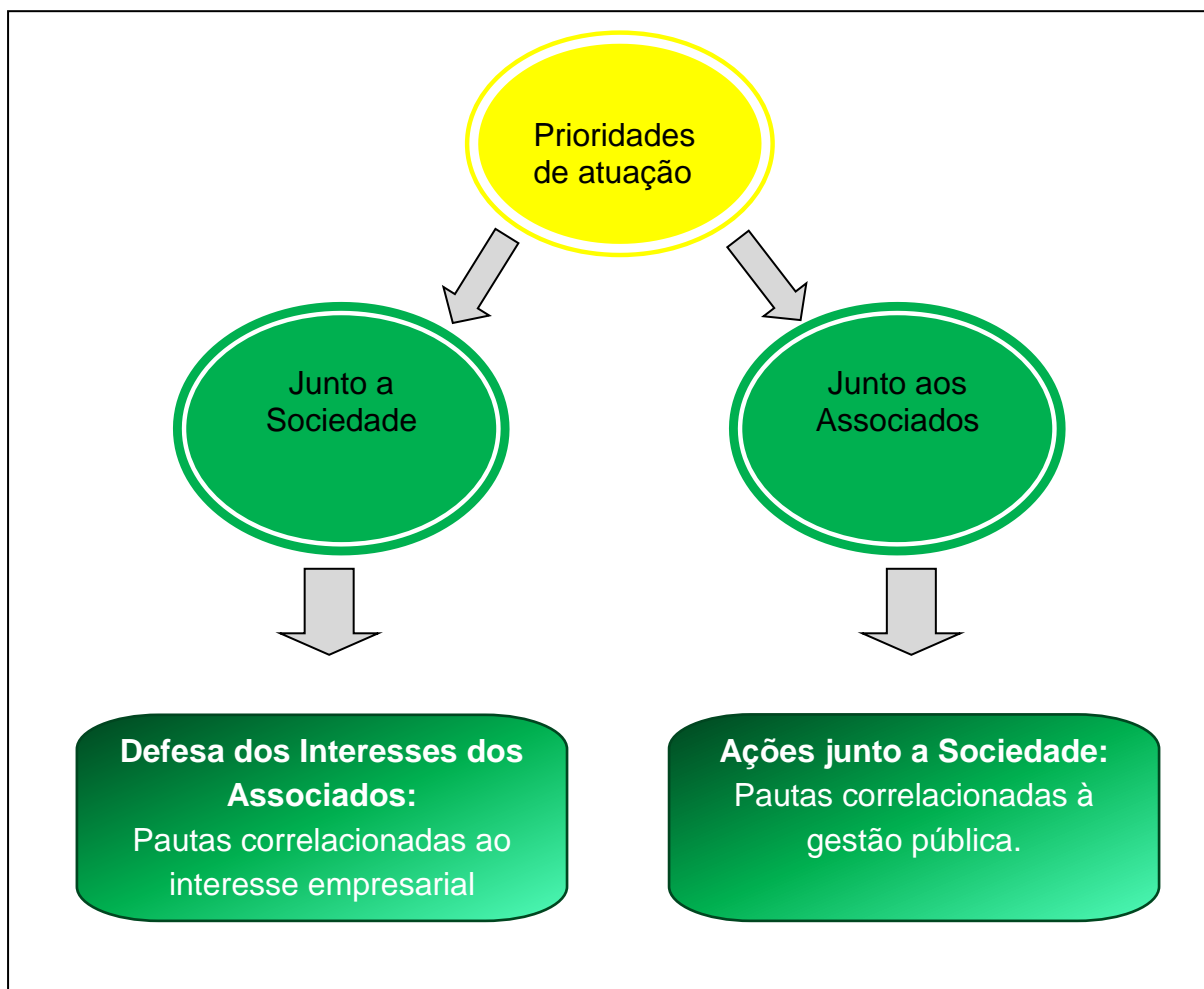 Prioridades
de atuação
Junto a
Sociedade
Junto aos
Associados
Defesa dos Interesses dos
Associados:
Pautas correlacionadas ao
interesse empresarial
Ações junto a Sociedade:
Pautas correlacionadas à
gestão pública.